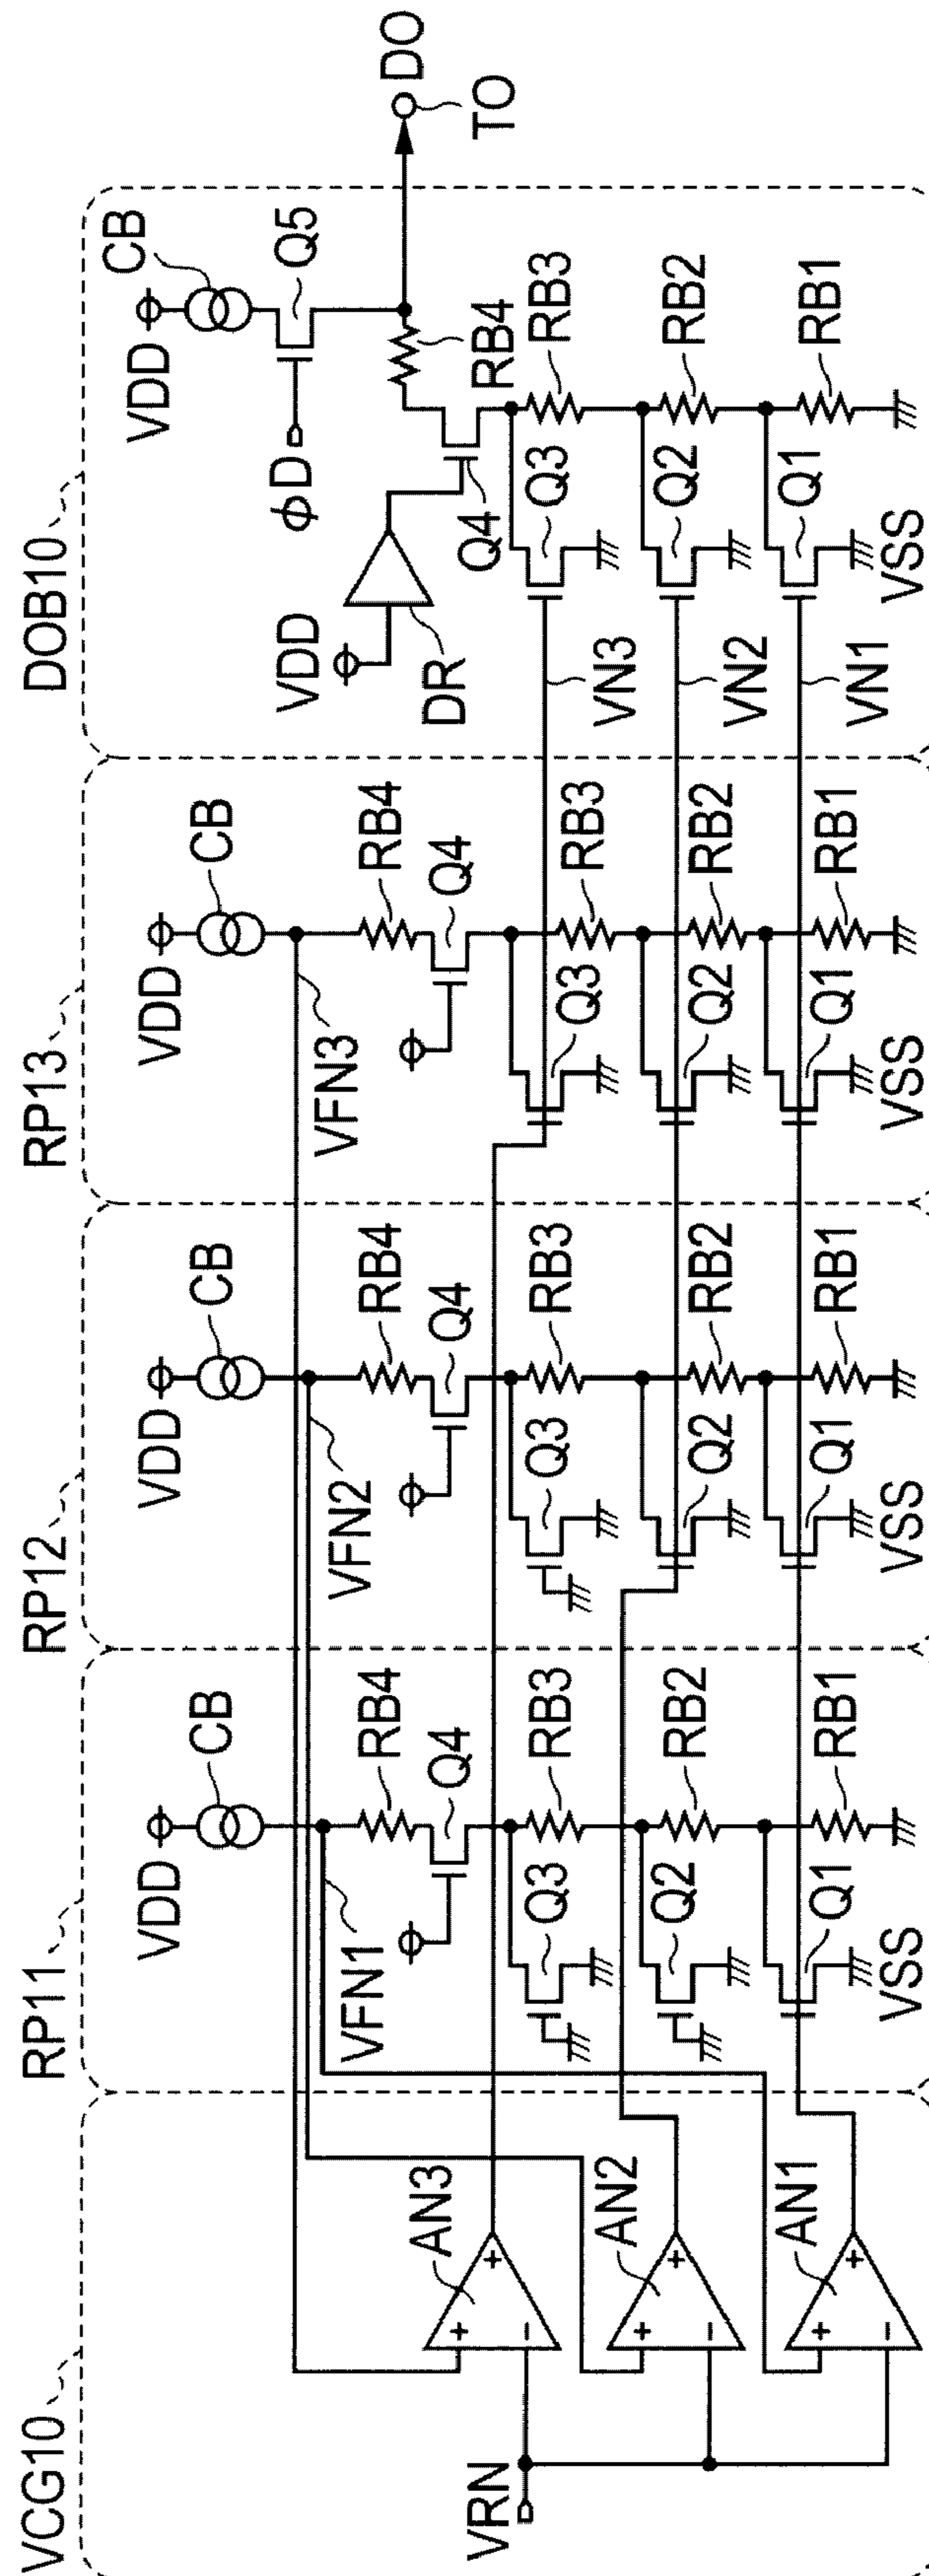 VCG10
RP11
RP12
RP13
DOB10
VDD
CB
VDD
CB
VDD
CB
VDD
CB
Q5
ϕD
DO
TO
VFN1
RB4
Q4
VFN2
RB4
Q4
VFN3
RB4
Q4
VDD
DR
RB4
Q4
AN3
+
-
+
Q3
RB3
Q3
RB3
Q3
RB3
VN3
Q3
RB3
VRN
AN2
+
-
+
Q2
RB2
Q2
RB2
Q2
RB2
VN2
Q2
RB2
AN1
+
-
+
Q1
RB1
VSS
Q1
RB1
VSS
Q1
RB1
VSS
VN1
Q1
RB1
VSS